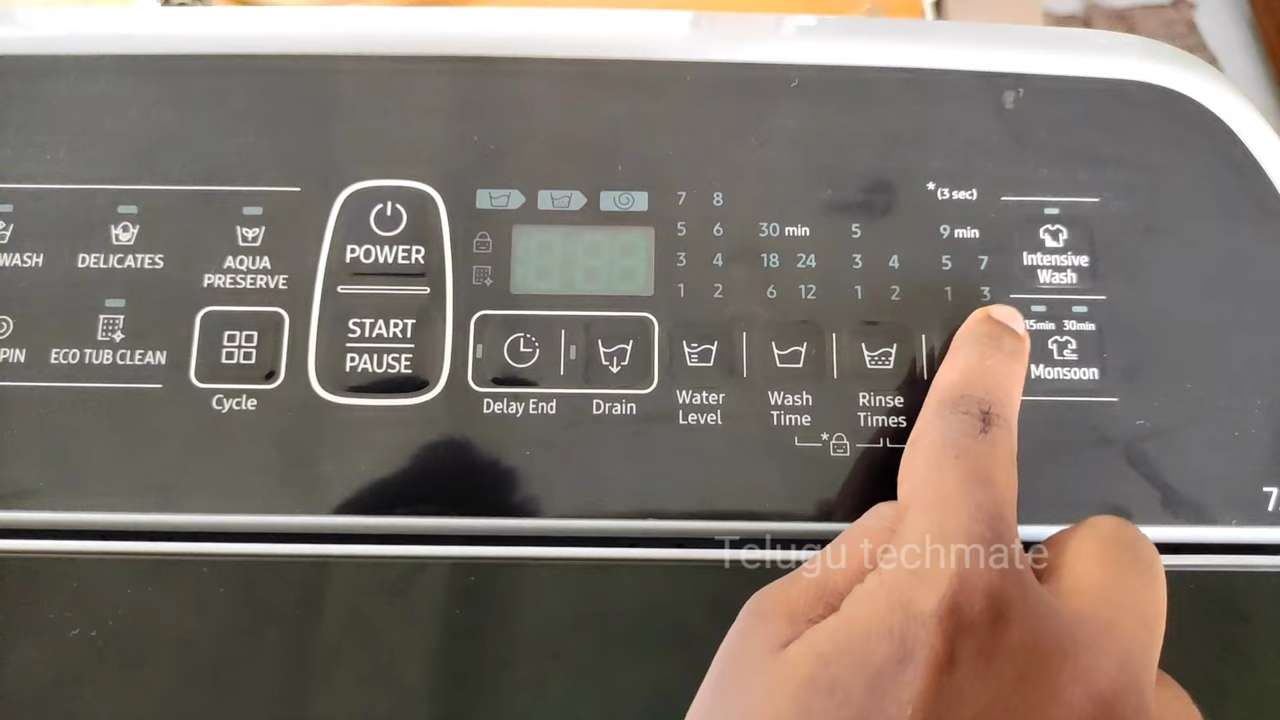 WASH
DELICATES
AQUA
PRESERVE
PIN
ECO TUB CLEAN
Cycle
POWER
START
PAUSE
Delay End
Drain
7 8
5 6
3 4
1 2
Water
Level
30 min
18 24
6 12
Wash
Time
5
3 4
1 2
Rinse
Times
*
*(3 sec)
9 min
5 7
1 3
Intensive
Wash
15min 30min
Monsoon
7
Telugu techmate